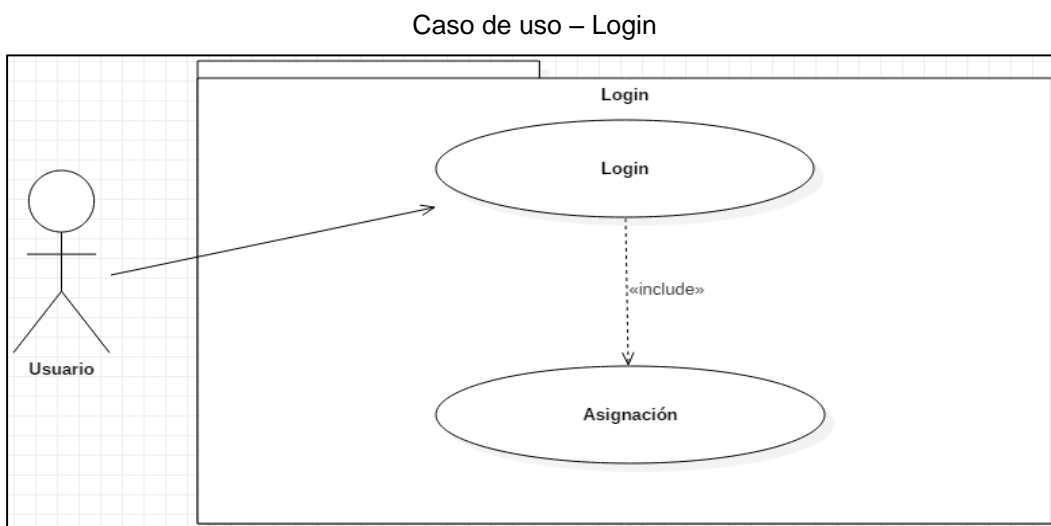 Caso de uso – Login
Login
Login
«include»
Usuario
Asignación